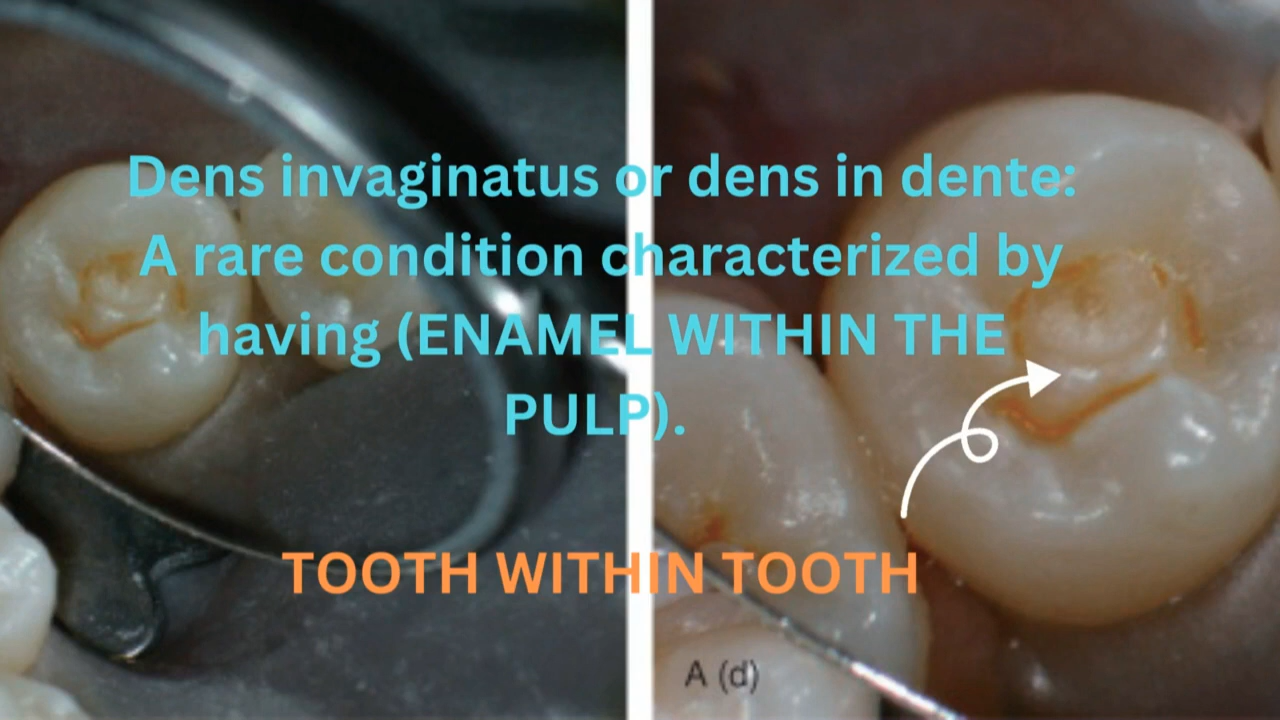 Dens invaginatus or dens in dente:
A rare condition characterized by
having (ENAMEL WITHIN THE
PULP).
TOOTH WITHIN TOOTH
A (d)